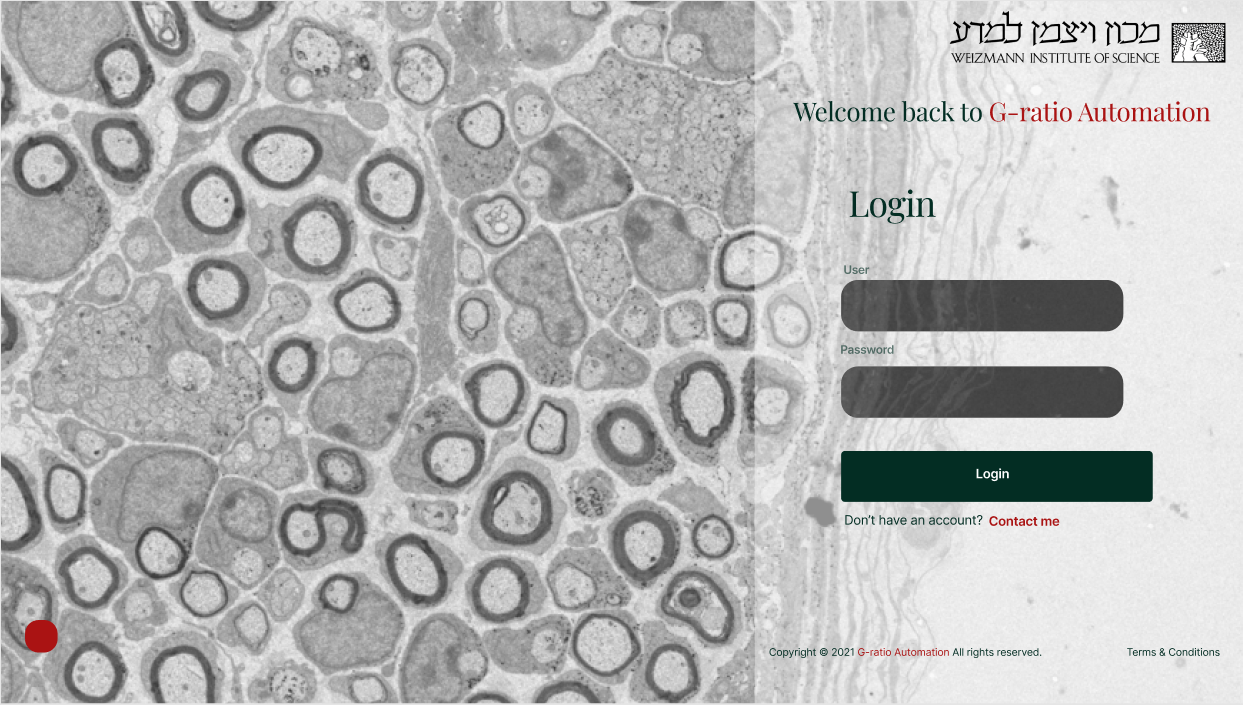 מכון ויצמן למדע
WEIZMANN INSTITUTE OF SCIENCE
Welcome back to G-ratio Automation
Login
User
Password
Login
Don't have an account? Contact me
Copyright © 2021 G-ratio Automation All rights reserved.
Terms & Conditions